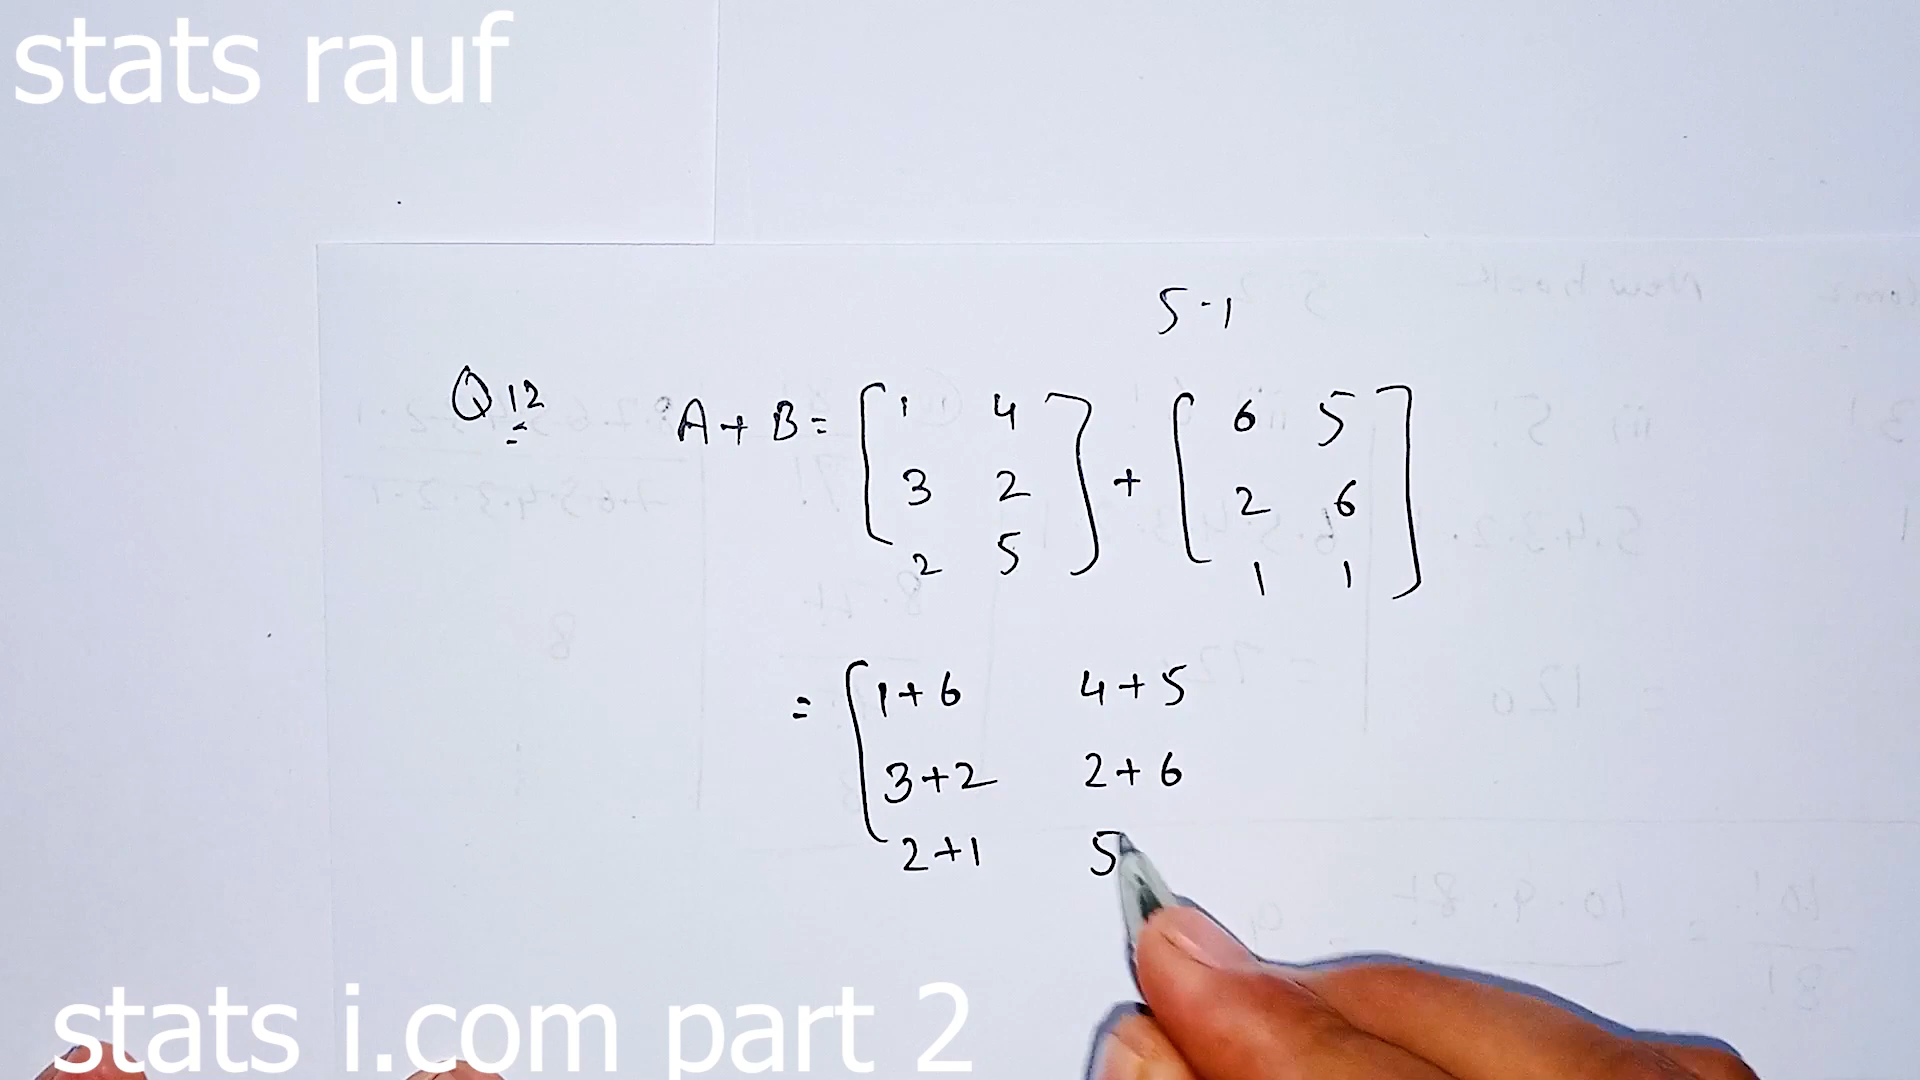 stats rauf
5.1
Q 12 A + B = [ 1 4 ] + [ 6 5 ]
3 2 2 6
2 5 1 1
= [ 1+6 4+5
3+2 2+6
2+1 5
stats i.com part 2